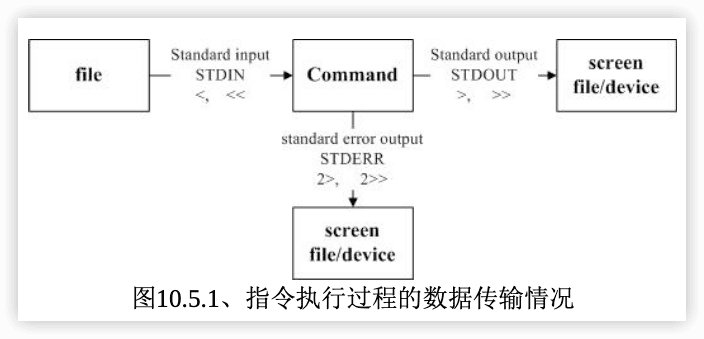 file
Standard input
STDIN
<, <<
Command
Standard output
STDOUT
>, >>
screen
file/device
standard error output
STDERR
2>, 2>>
screen
file/device
图10.5.1、指令执行过程的数据传输情况